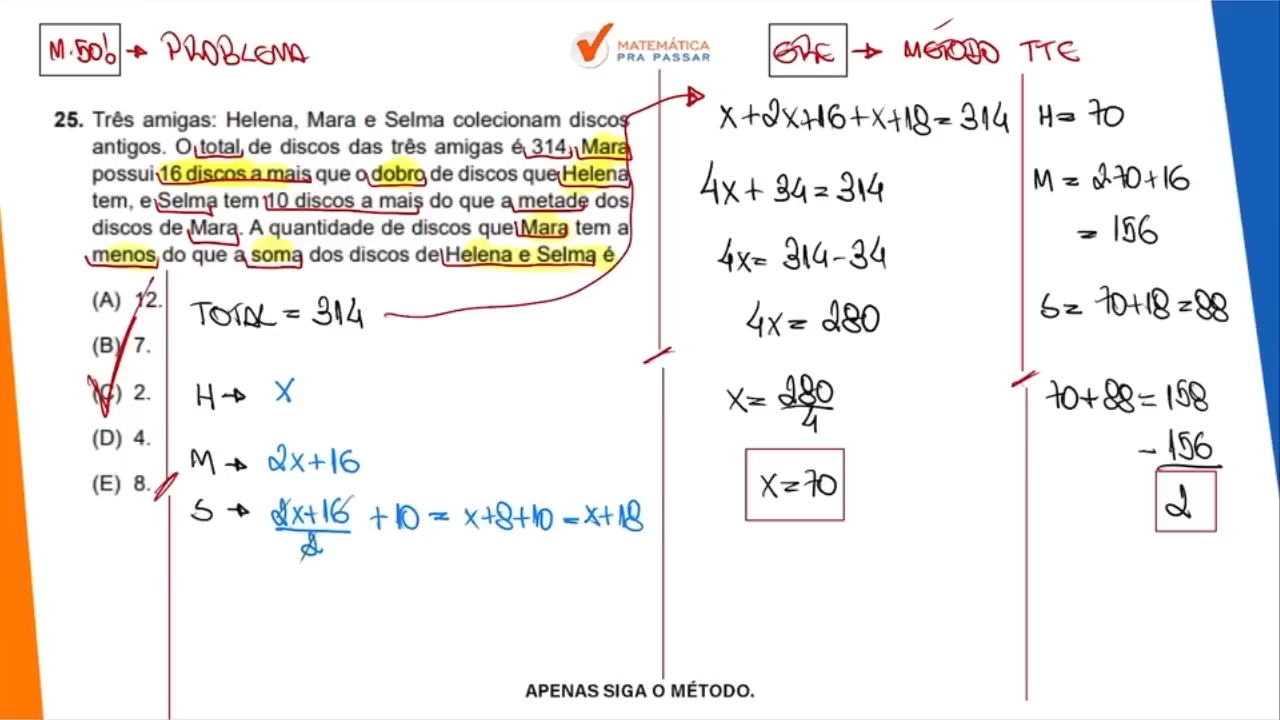 M.50! → PROBLEMA
MATEMÁTICA
PRA PASSAR
→ MÉTODO TTE
25. Três amigas: Helena, Mara e Selma colecionam discos
antigos. O total de discos das três amigas é 314. Mara
possui 16 discos a mais que o dobro de discos que Helena
tem, e Selma tem 10 discos a mais do que a metade dos
discos de Mara. A quantidade de discos que Mara tem a
menos do que a soma dos discos de Helena e Selma é
(A) 12.
(B) 7.
(C) 2.
(D) 4.
(E) 8.
TOTAL = 314
H → x
M → 2x+16
S → 2x+16/2 + 10 = x+8+10 = x+18
x+2x+16+x+18=314
4x+34=314
4x=314-34
4x=280
x=280/4
x=70
H=70
M=2·70+16
=156
S=70+18=88
70+88=158
-156
2
APENAS SIGA O MÉTODO.